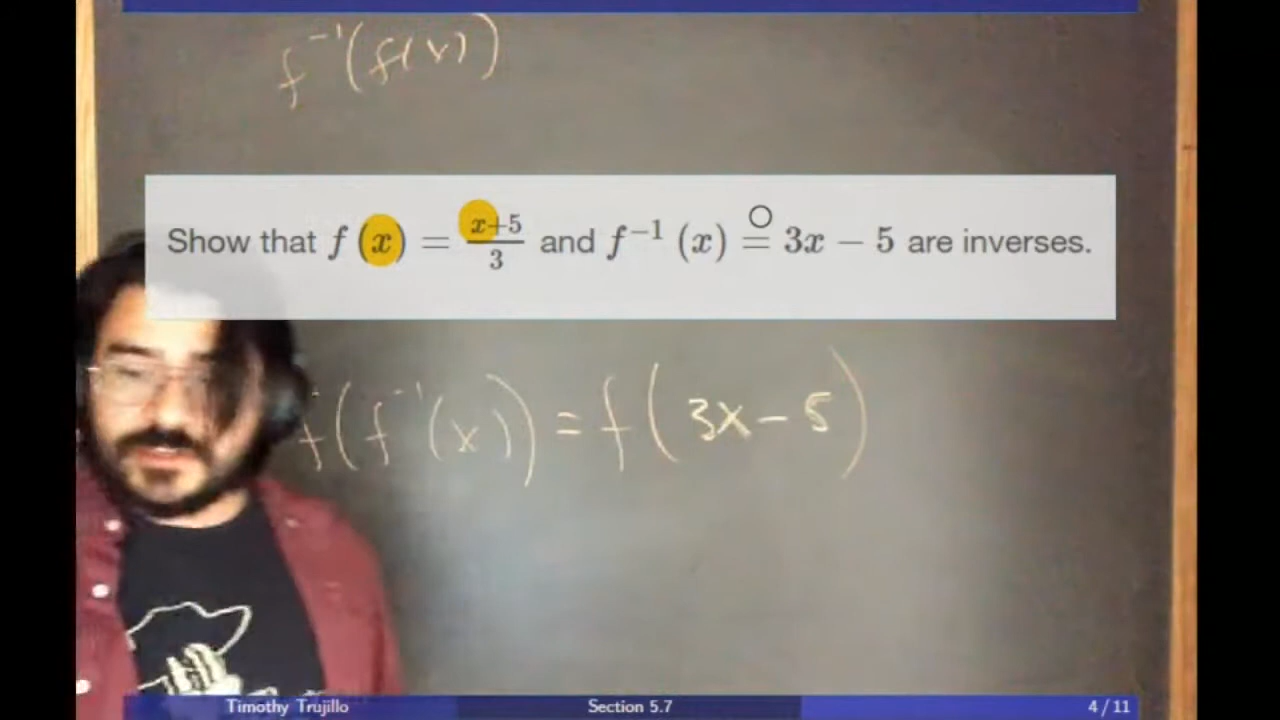 f⁻¹(f(x))
Show that f (x) = x+5/3 and f⁻¹ (x) = 3x − 5 are inverses.
f(f⁻¹(x)) = f(3x − 5)
Timothy Trujillo Section 5.7 4 / 11